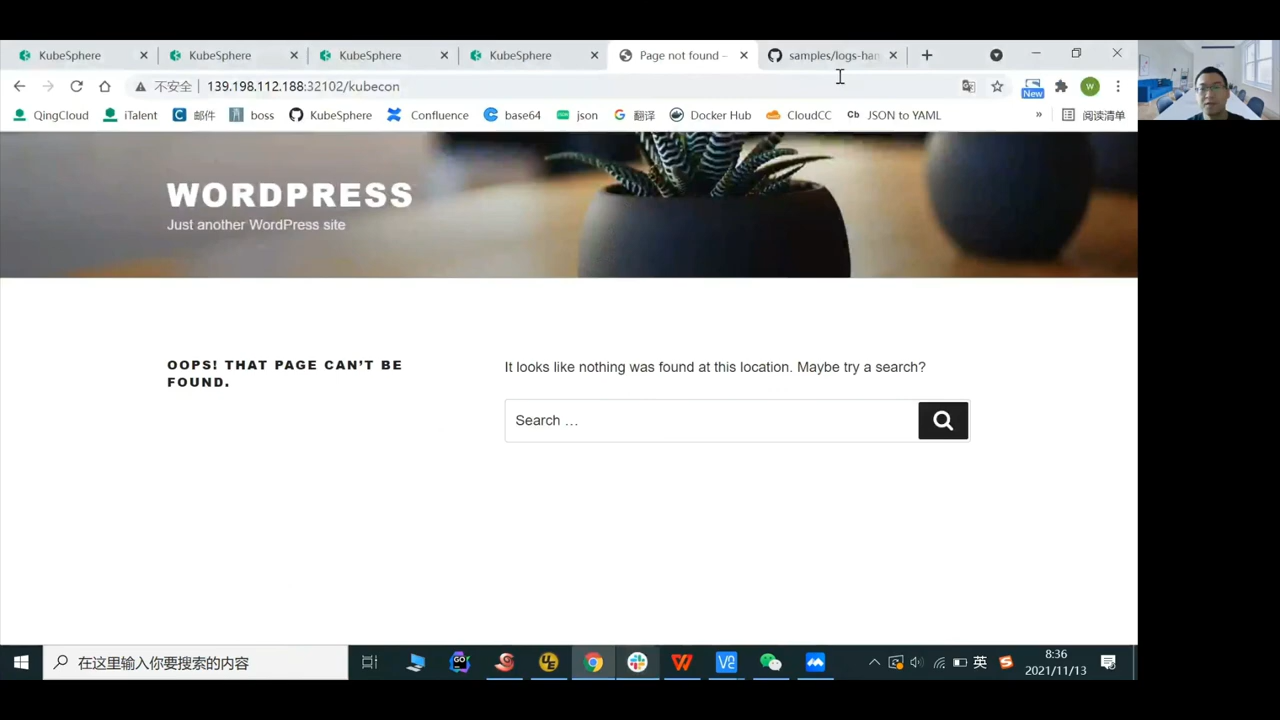 KubeSphere
KubeSphere
KubeSphere
KubeSphere
Page not found –
samples/logs-han
不安全 | 139.198.112.188:32102/kubecon
New
W
QingCloud
iTalent
邮件
boss
KubeSphere
Confluence
base64
json
翻译
Docker Hub
CloudCC
Cb JSON to YAML
»
阅读清单
WORDPRESS
Just another WordPress site
OOPS! THAT PAGE CAN’T BE
FOUND.
It looks like nothing was found at this location. Maybe try a search?
Search …
在这里输入你要搜索的内容
英
8:36
2021/11/13